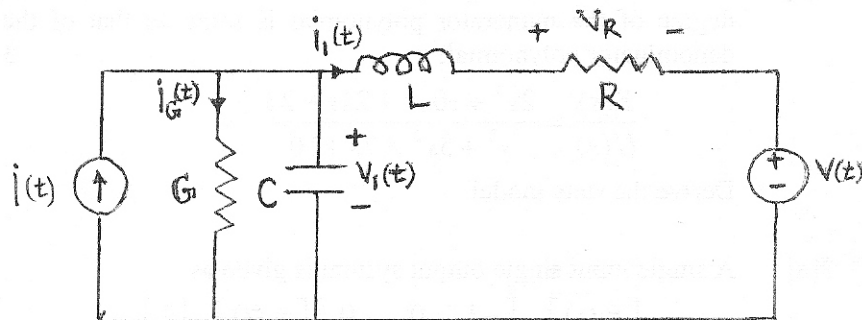 i₁(t)
+ V_R -
i_G(t)
L
R
i(t)
G
C
+
V₁(t)
-
+
-
V(t)